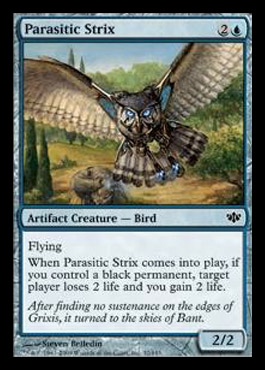 Parasitic Strix 2
Artifact Creature — Bird
Flying
When Parasitic Strix comes into play, if
you control a black permanent, target
player loses 2 life and you gain 2 life.
After finding no sustenance on the edges of
Grixis, it turned to the skies of Bant.
Steven Belledin
2/2